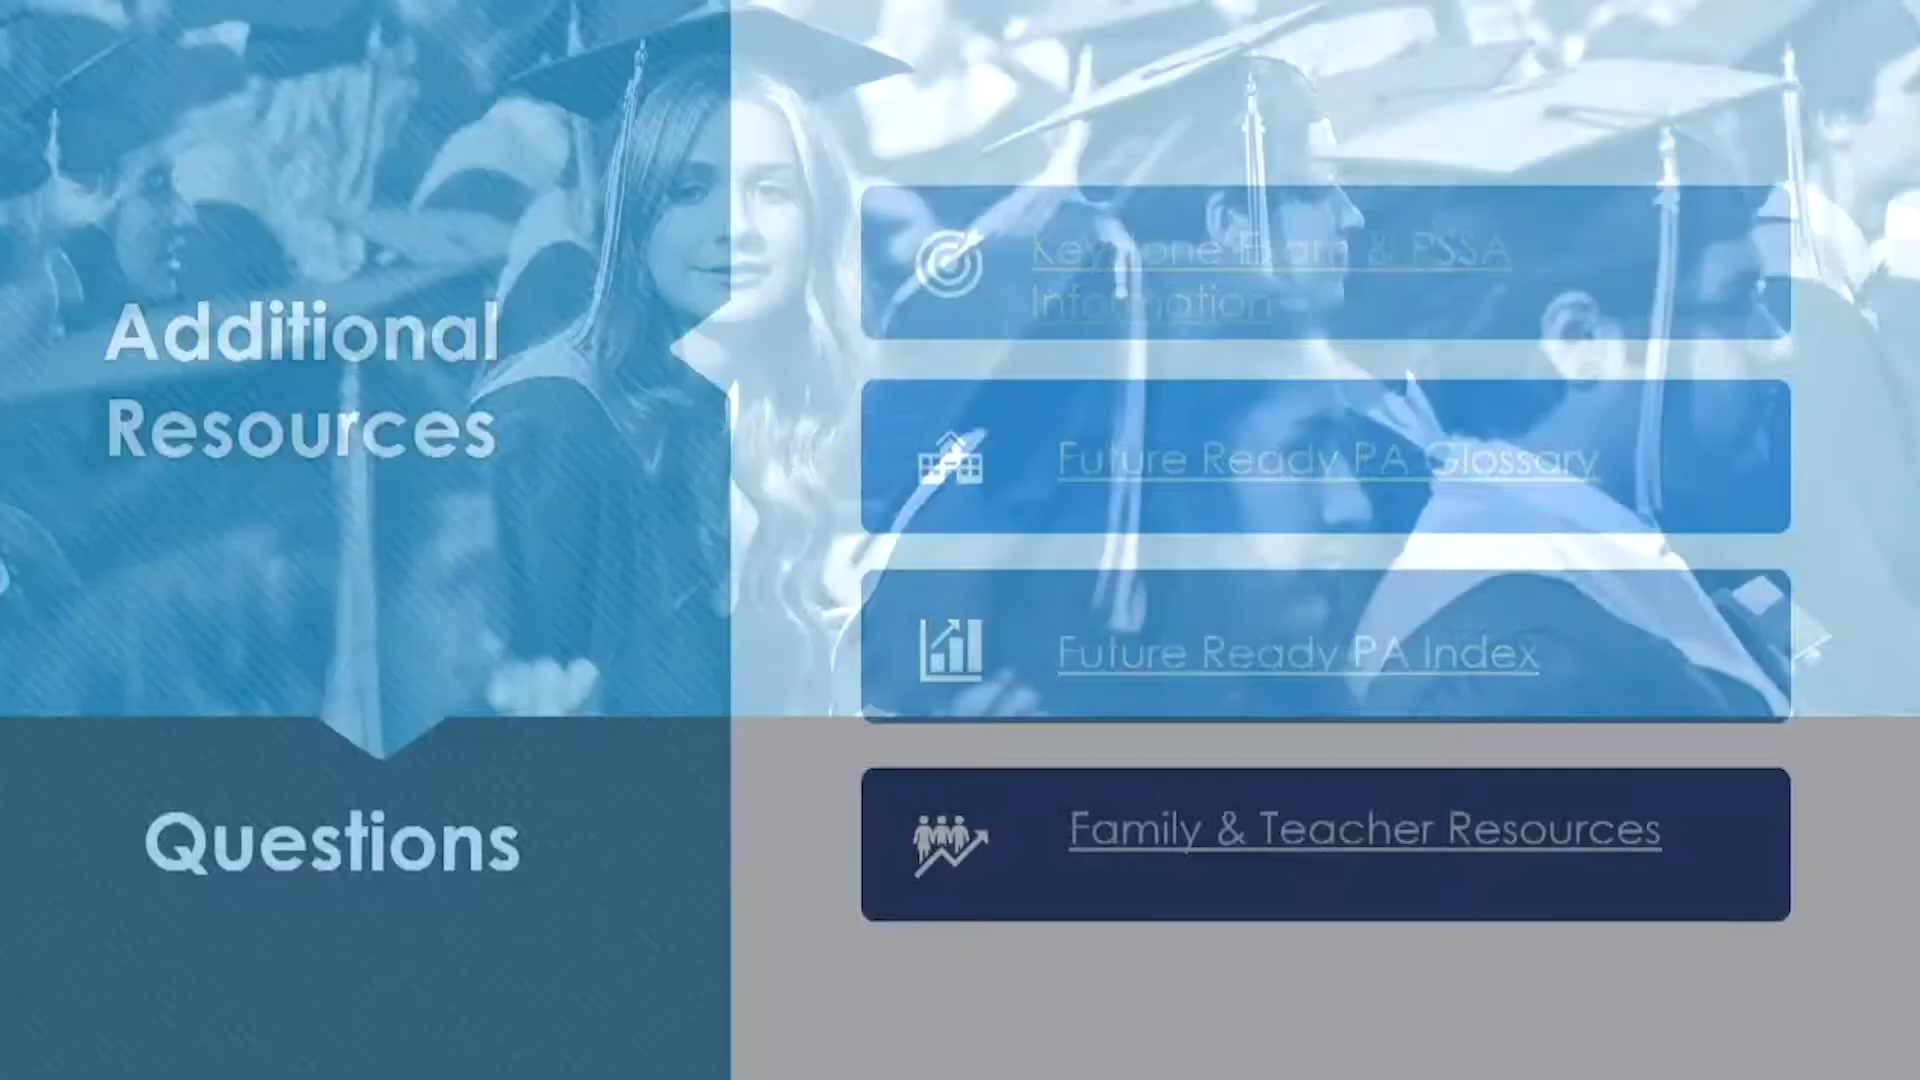 Additional
Resources
Questions
Keystone Exam & PSSA
Information
Future Ready PA Glossary
Future Ready PA Index
Family & Teacher Resources